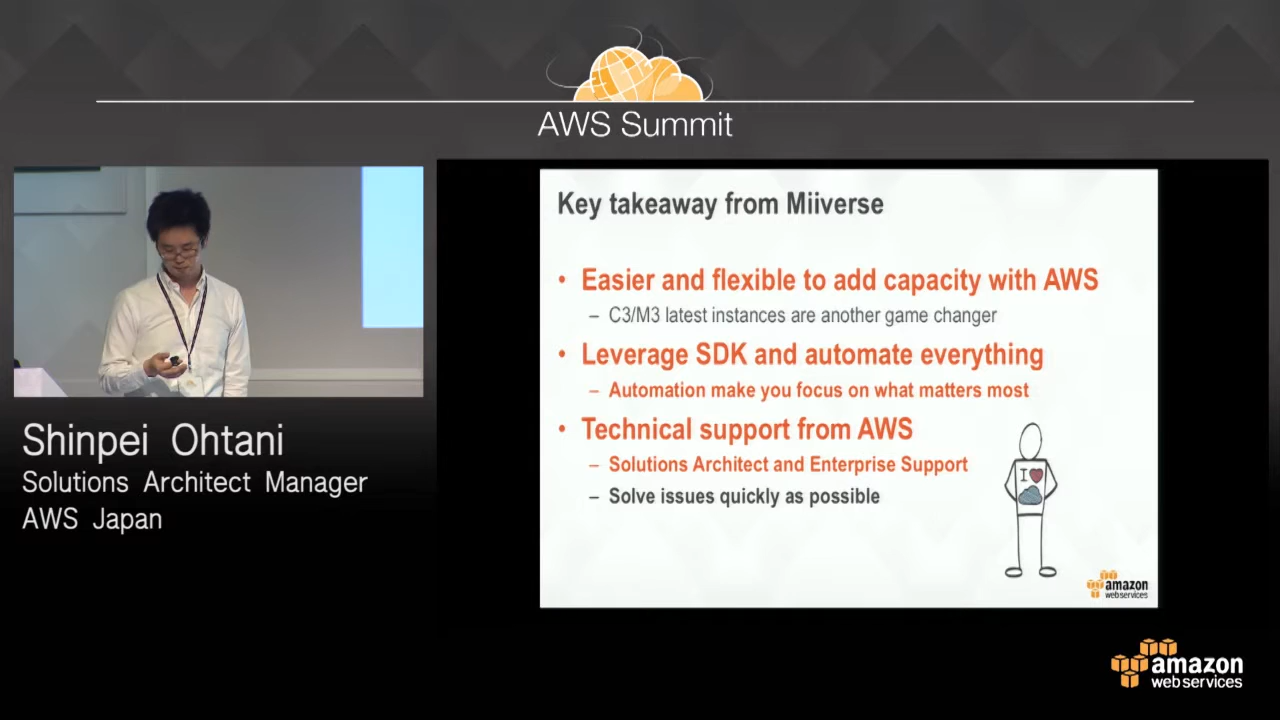 AWS Summit
Key takeaway from Miiverse
• Easier and flexible to add capacity with AWS
– C3/M3 latest instances are another game changer
• Leverage SDK and automate everything
– Automation make you focus on what matters most
• Technical support from AWS
– Solutions Architect and Enterprise Support
– Solve issues quickly as possible
I
amazon
webservices
Shinpei Ohtani
Solutions Architect Manager
AWS Japan
amazon
webservices